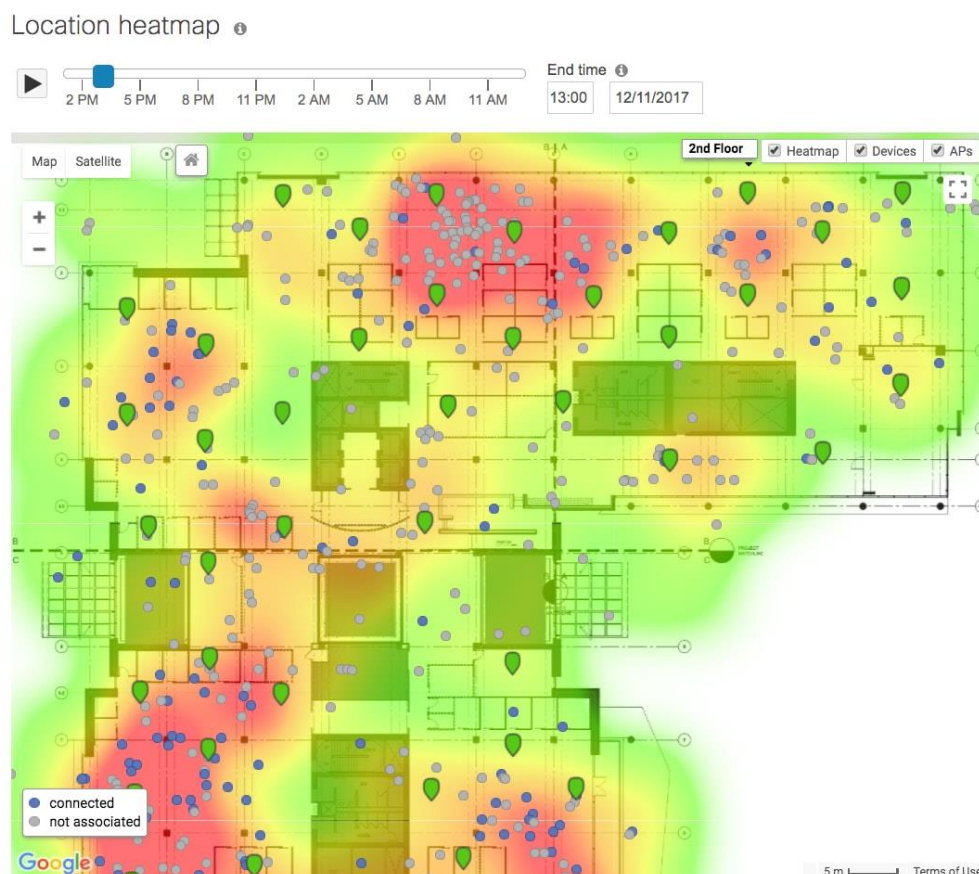 Location heatmap
End time
2 PM 5 PM 8 PM 11 PM 2 AM 5 AM 8 AM 11 AM
13:00 12/11/2017
Map Satellite
2nd Floor Heatmap Devices APs
+
−
B A
B
C
B
C
PROJECT
A
connected
not associated
Google
5 m Terms of Use